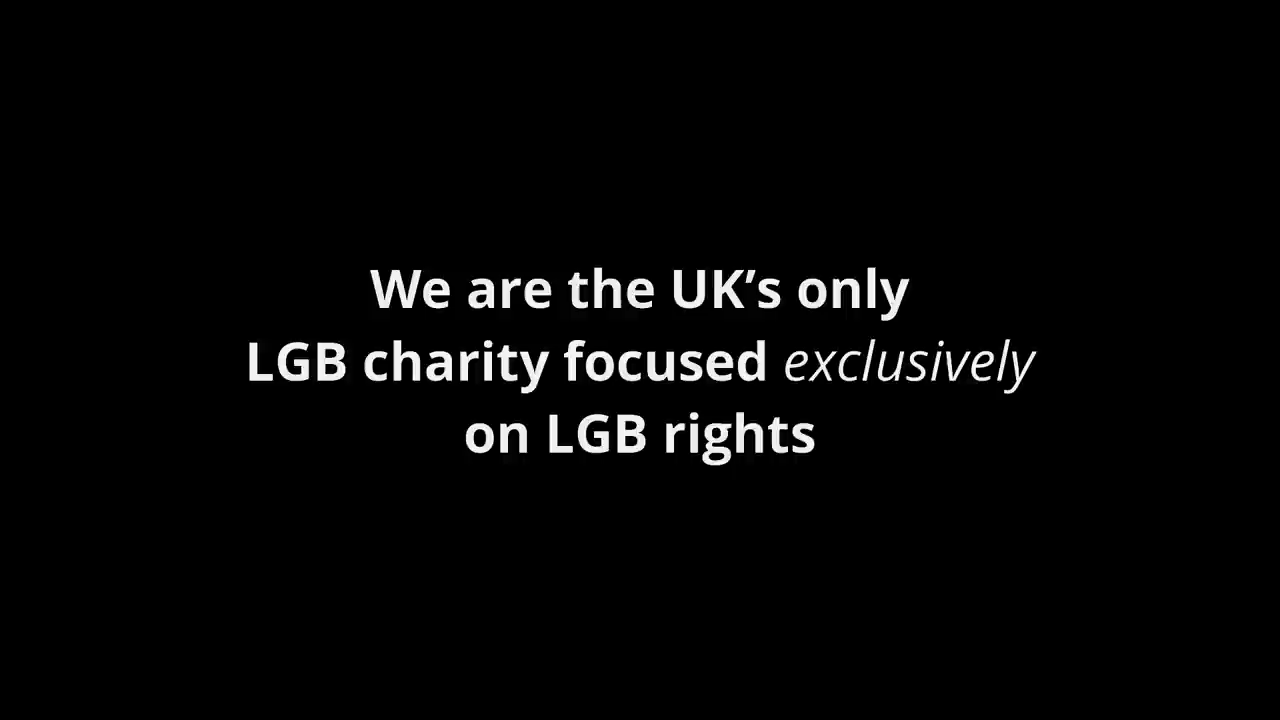 We are the UK’s only
LGB charity focused exclusively
on LGB rights